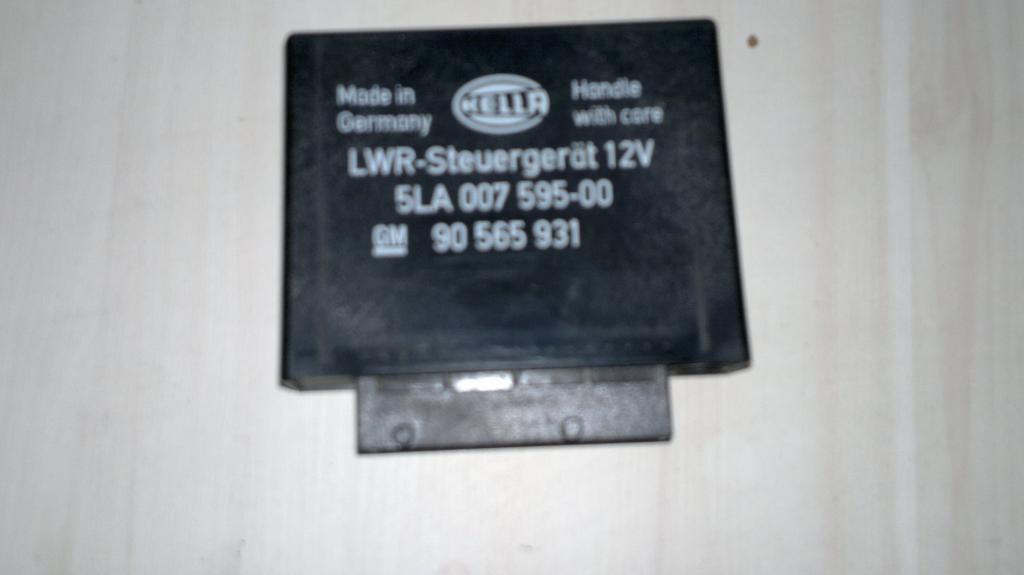 Made in
Germany
HELLA
Handle
with care
LWR-Steuergerät 12V
5LA 007 595-00
GM 90 565 931